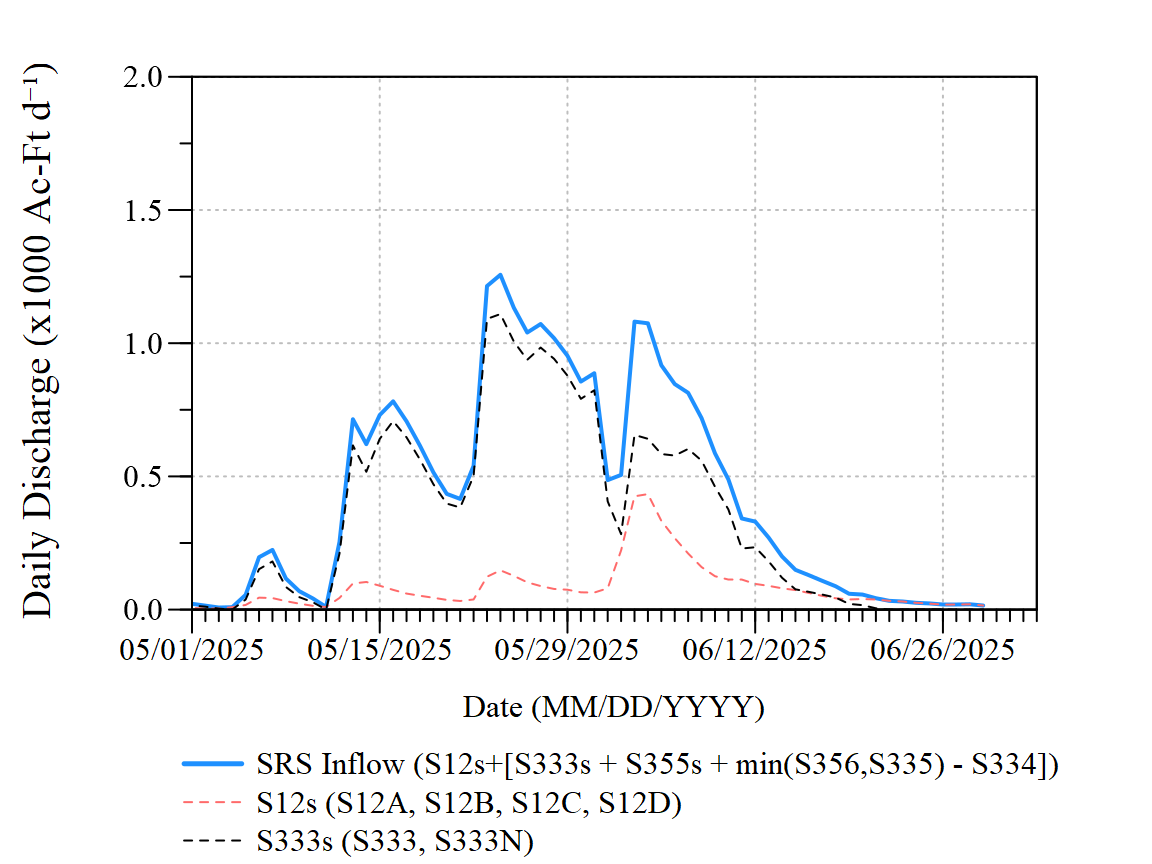 Daily Discharge (x1000 Ac-Ft d⁻¹)
2.0
1.5
1.0
0.5
0.0
05/01/2025 05/15/2025 05/29/2025 06/12/2025 06/26/2025
Date (MM/DD/YYYY)
SRS Inflow (S12s+[S333s + S355s + min(S356,S335) - S334])
S12s (S12A, S12B, S12C, S12D)
S333s (S333, S333N)